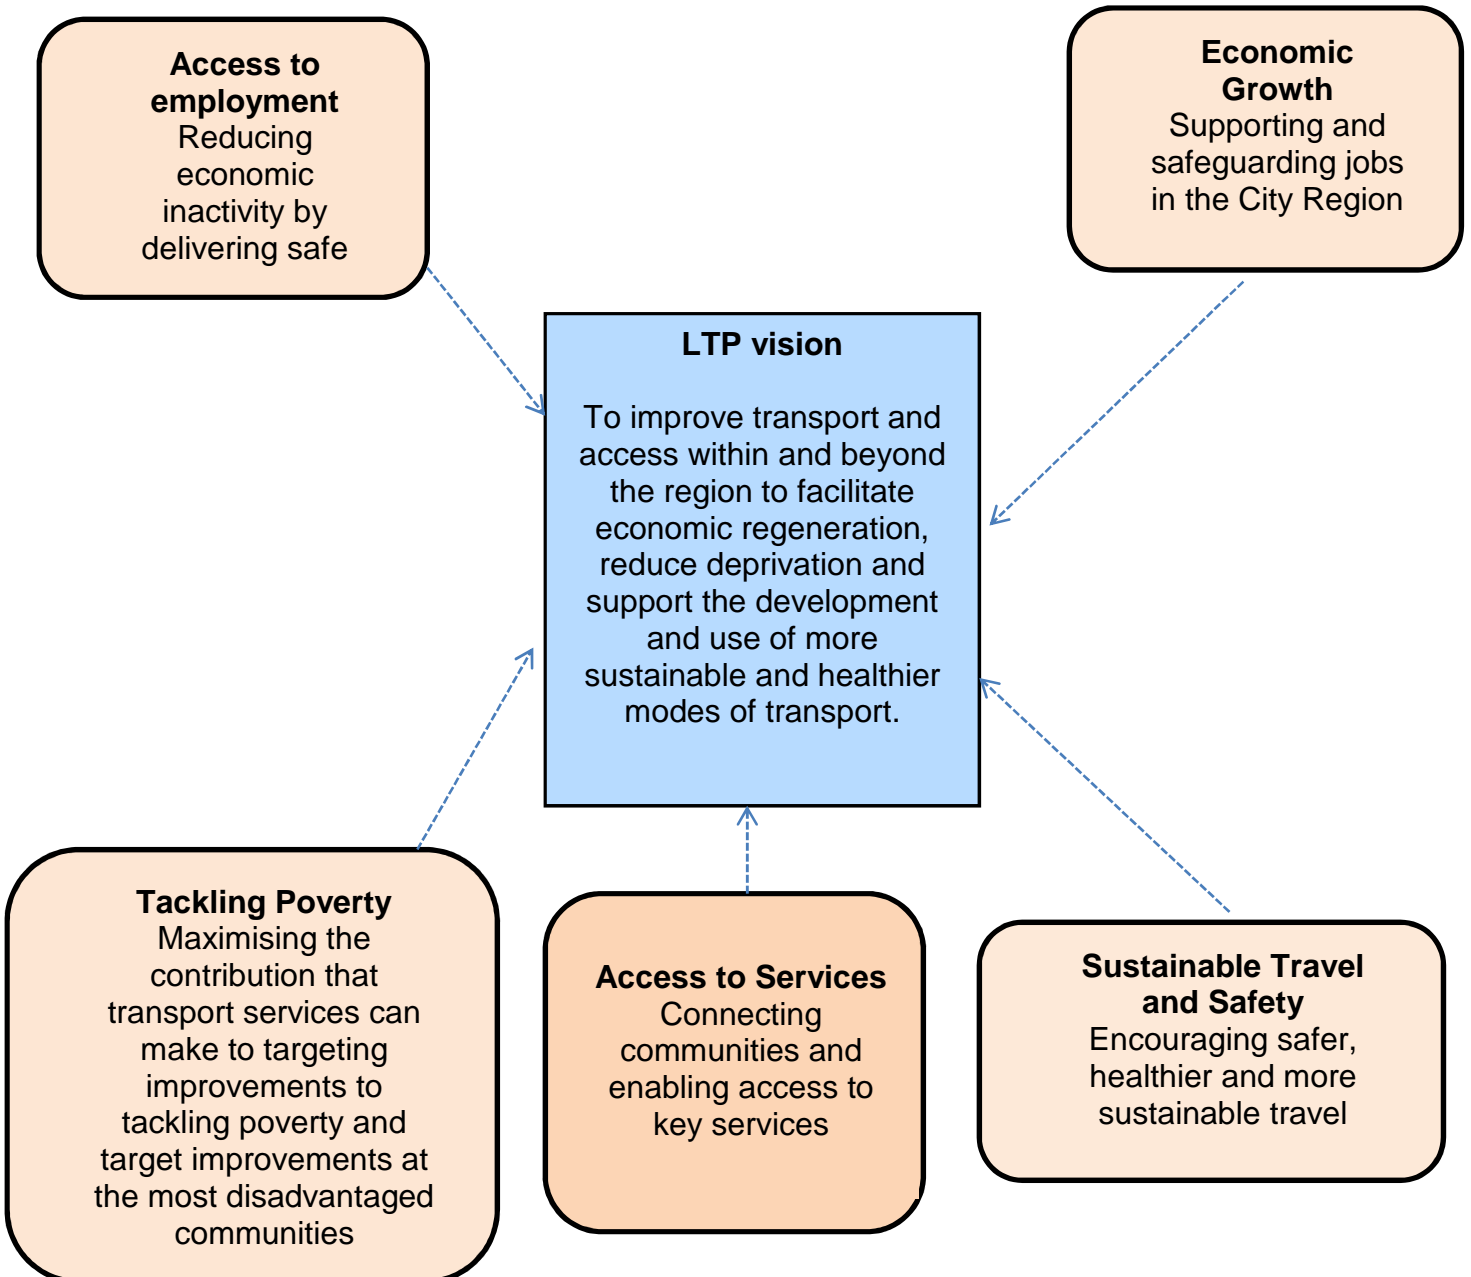 Access to
employment
Reducing
economic
inactivity by
delivering safe
Economic
Growth
Supporting and
safeguarding jobs
in the City Region
LTP vision
To improve transport and
access within and beyond
the region to facilitate
economic regeneration,
reduce deprivation and
support the development
and use of more
sustainable and healthier
modes of transport.
Tackling Poverty
Maximising the
contribution that
transport services can
make to targeting
improvements to
tackling poverty and
target improvements at
the most disadvantaged
communities
Access to Services
Connecting
communities and
enabling access to
key services
Sustainable Travel
and Safety
Encouraging safer,
healthier and more
sustainable travel